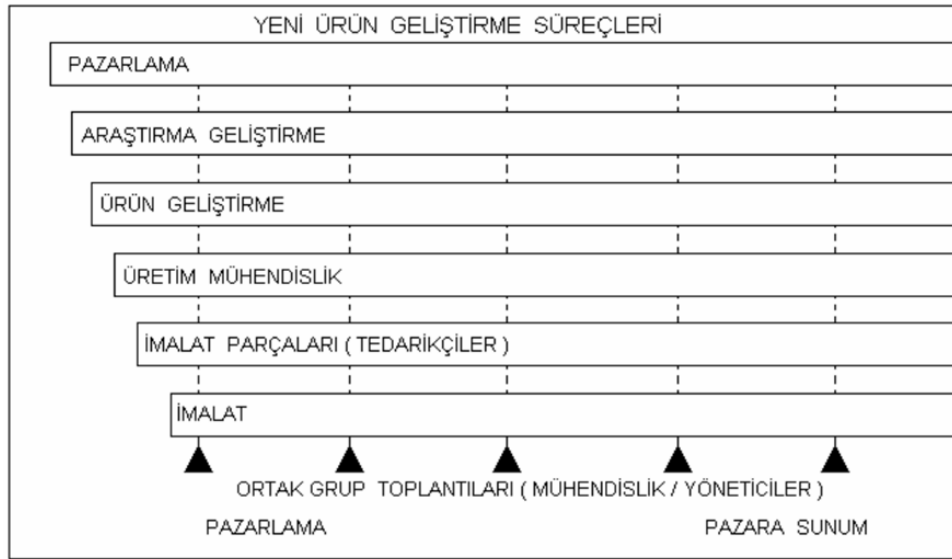 YENİ ÜRÜN GELİŞTİRME SÜREÇLERİ
PAZARLAMA
ARAŞTIRMA GELİŞTİRME
ÜRÜN GELİŞTİRME
ÜRETİM MÜHENDİSLİK
İMALAT PARÇALARI ( TEDARİKÇİLER )
İMALAT
ORTAK GRUP TOPLANTILARI ( MÜHENDİSLİK / YÖNETİCİLER )
PAZARLAMA PAZARA SUNUM